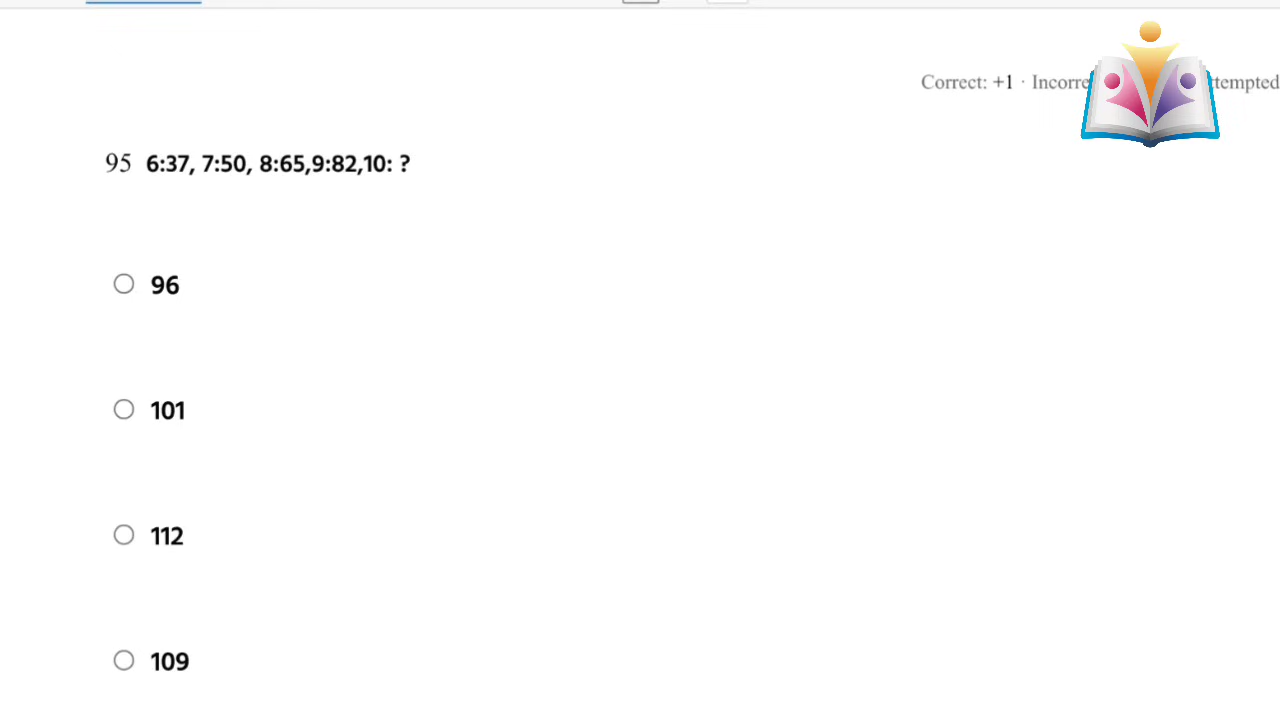 Correct: +1 · Incorre tempted
95 6:37, 7:50, 8:65,9:82,10: ?
96
101
112
109